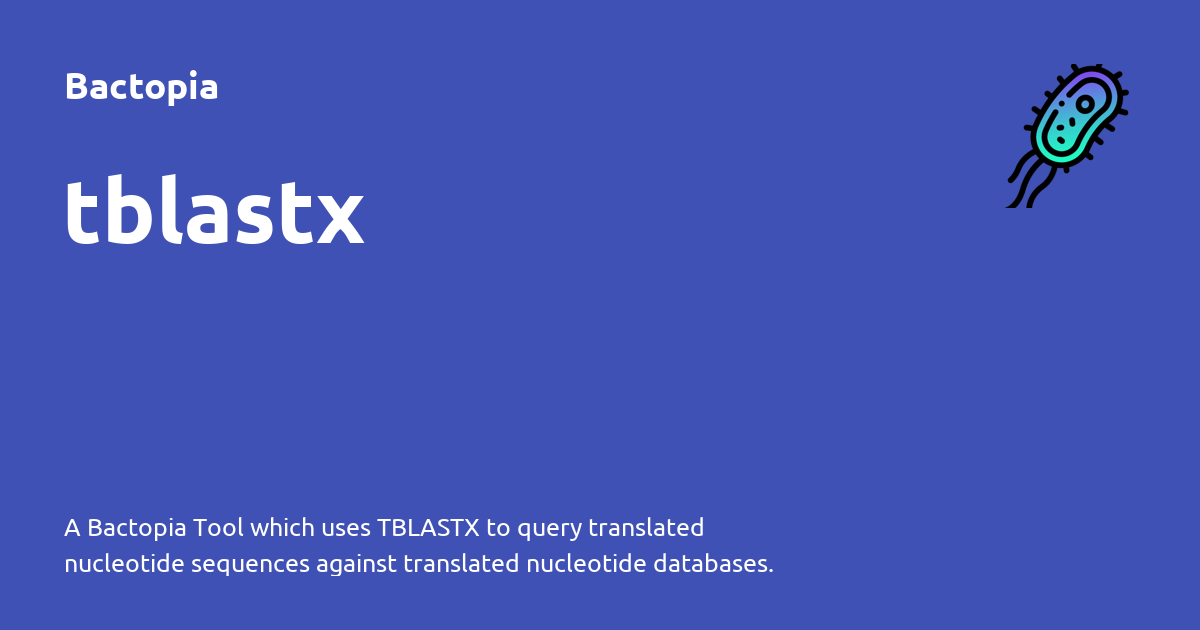 Bactopia
tblastx
A Bactopia Tool which uses TBLASTX to query translated
nucleotide sequences against translated nucleotide databases.